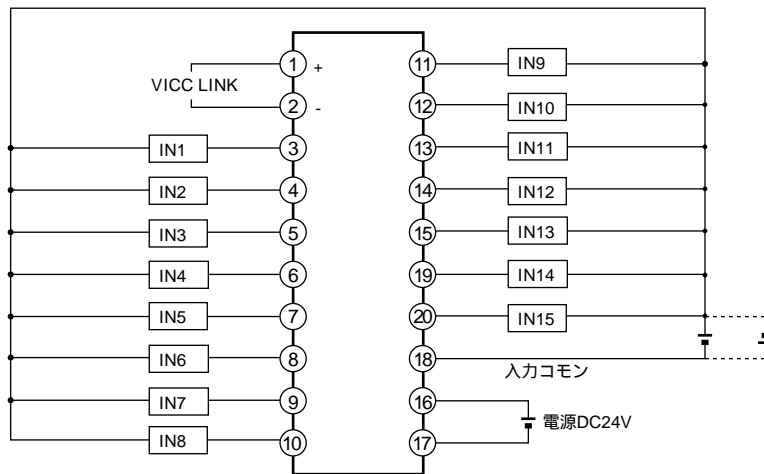 1 + 11 IN9
VICC LINK
2 - 12 IN10
IN1 3 13 IN11
IN2 4 14 IN12
IN3 5 15 IN13
IN4 6 19 IN14
IN5 7 20 IN15
IN6 8 18 入力コモン
IN7 9 16
電源DC24V
IN8 10 17